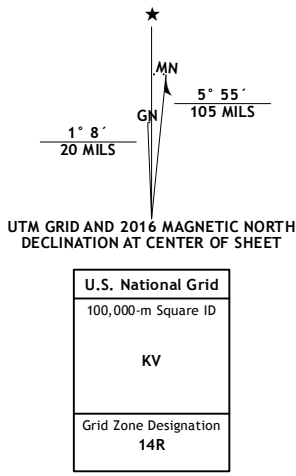 ★
MN
GN
5° 55´
105 MILS
1° 8´
20 MILS
UTM GRID AND 2016 MAGNETIC NORTH
DECLINATION AT CENTER OF SHEET
U.S. National Grid
100,000-m Square ID
KV
Grid Zone Designation
14R